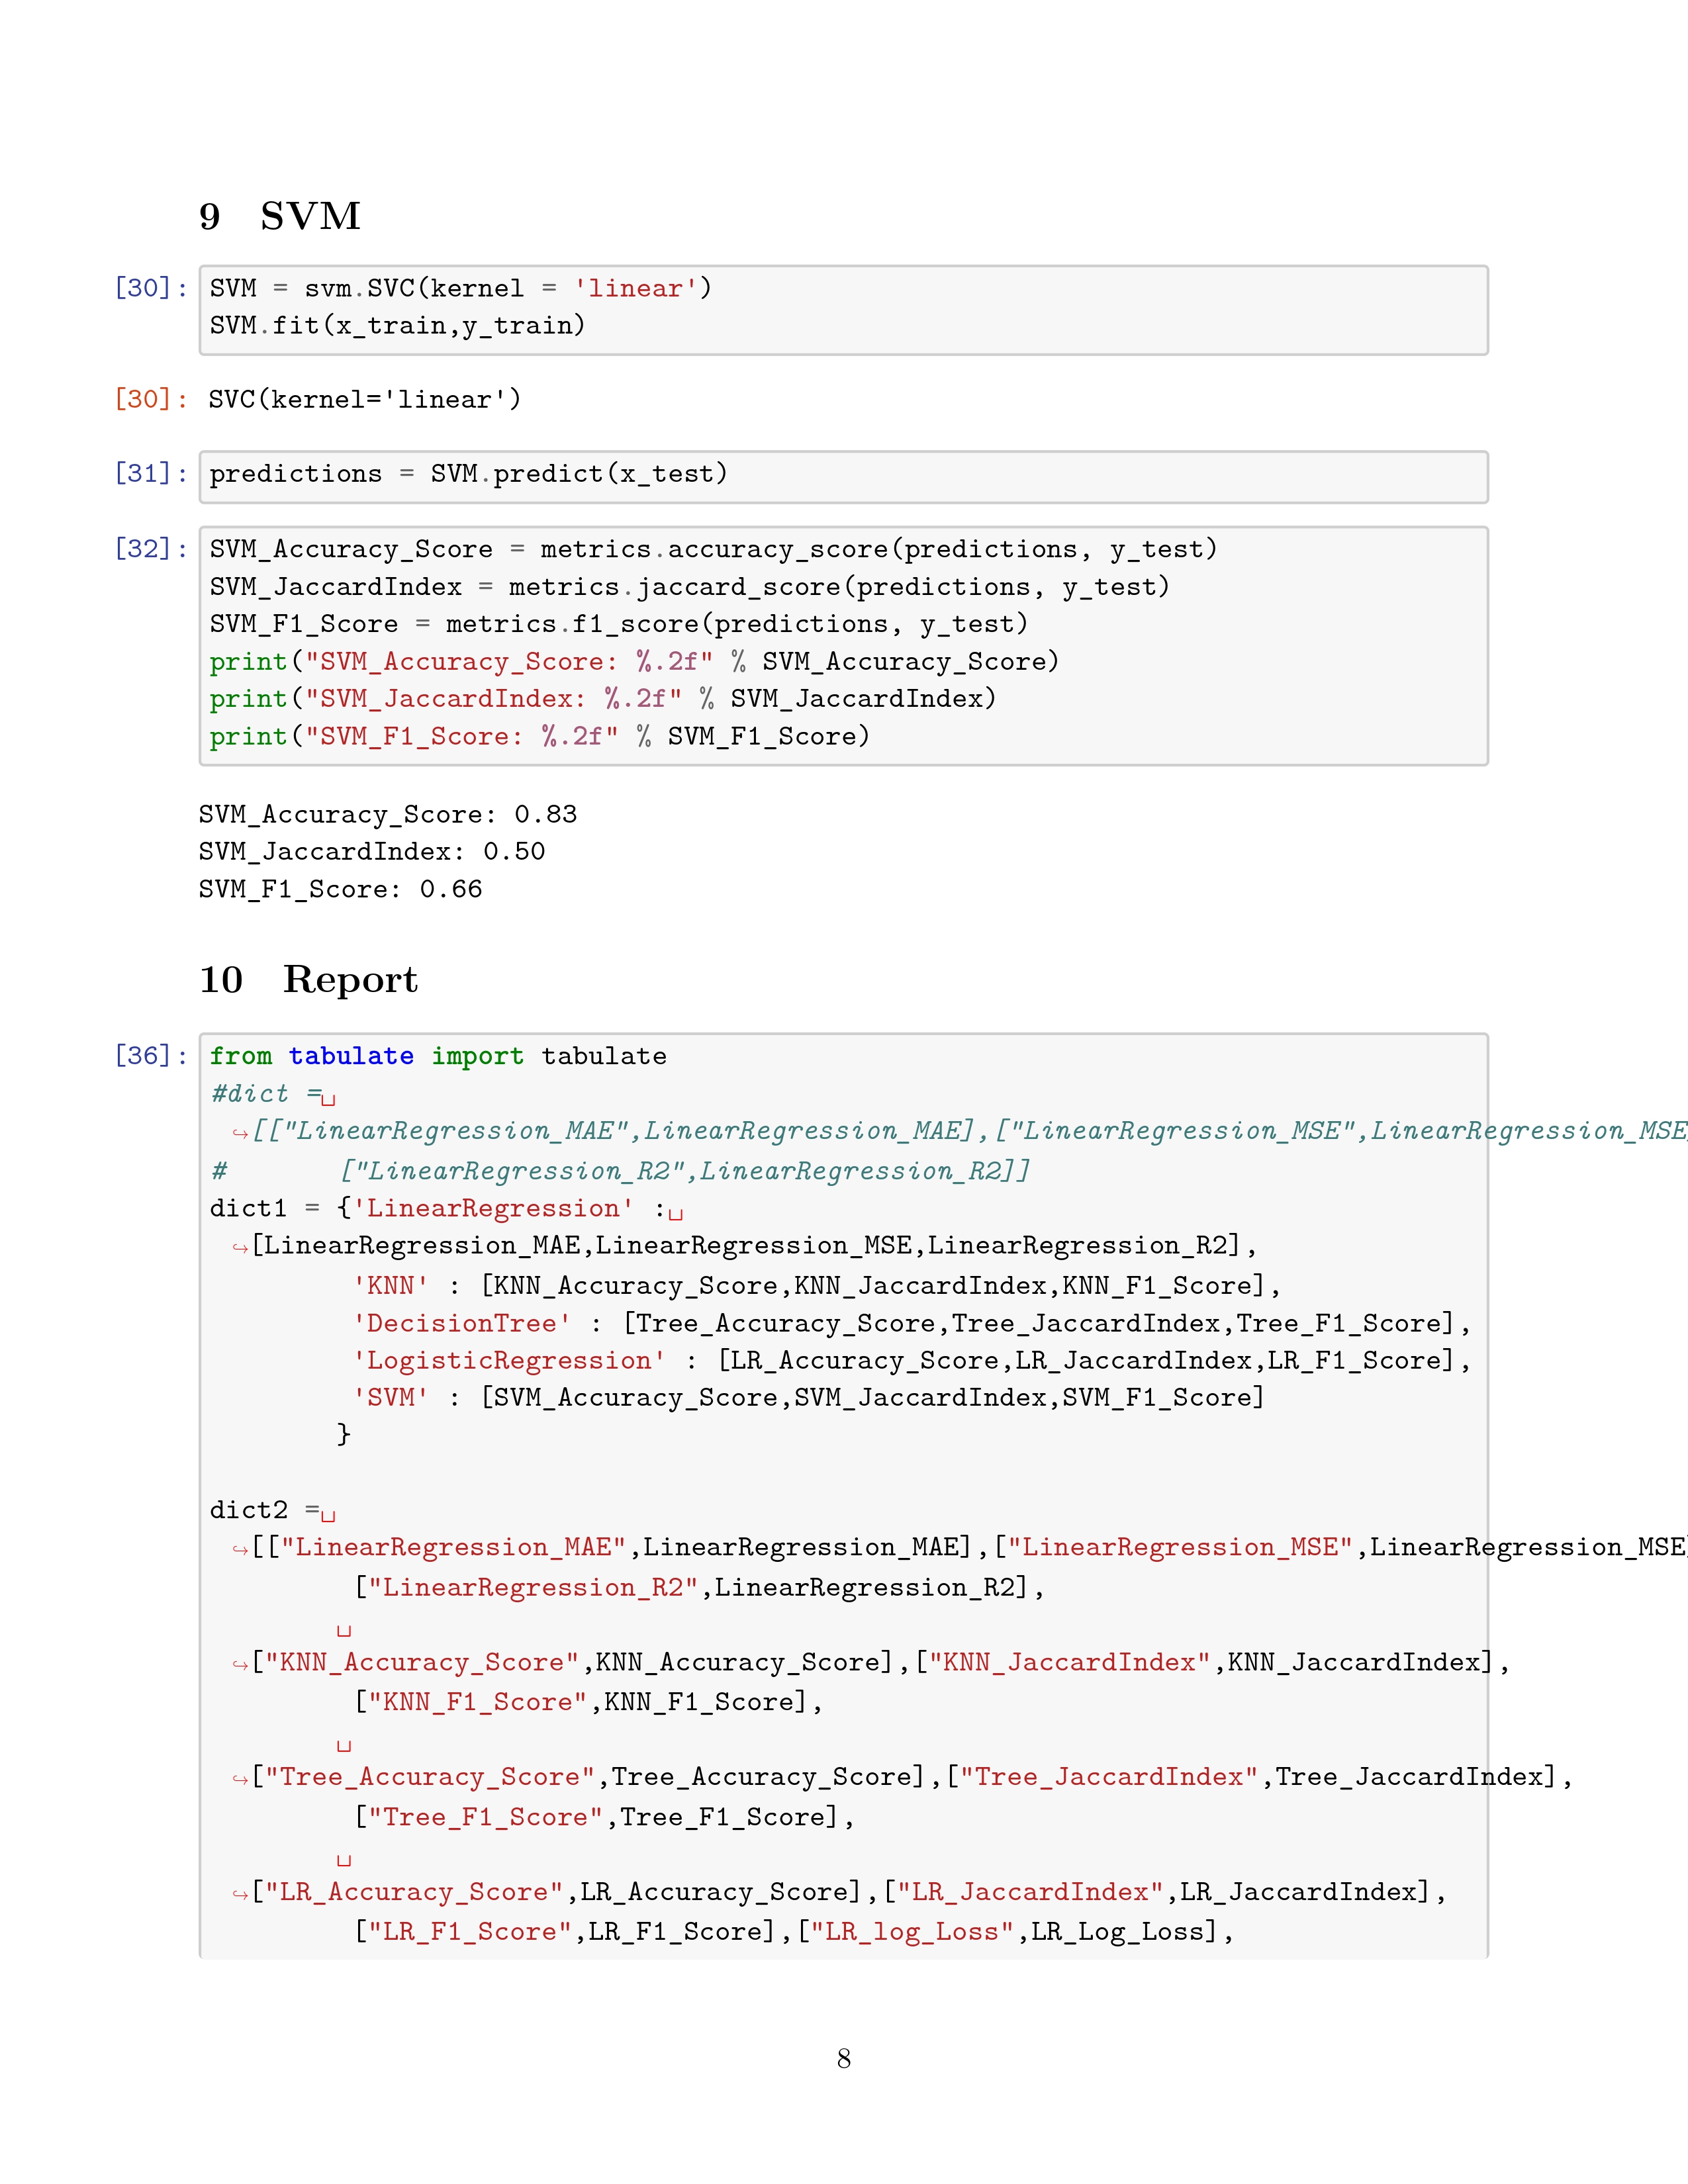 9 SVM
[30]: SVM = svm.SVC(kernel = 'linear')
SVM.fit(x_train,y_train)
[30]: SVC(kernel='linear')
[31]: predictions = SVM.predict(x_test)
[32]: SVM_Accuracy_Score = metrics.accuracy_score(predictions, y_test)
SVM_JaccardIndex = metrics.jaccard_score(predictions, y_test)
SVM_F1_Score = metrics.f1_score(predictions, y_test)
print("SVM_Accuracy_Score: %.2f" % SVM_Accuracy_Score)
print("SVM_JaccardIndex: %.2f" % SVM_JaccardIndex)
print("SVM_F1_Score: %.2f" % SVM_F1_Score)
SVM_Accuracy_Score: 0.83
SVM_JaccardIndex: 0.50
SVM_F1_Score: 0.66
10 Report
[36]: from tabulate import tabulate
#dict =␣
↪[["LinearRegression_MAE",LinearRegression_MAE],["LinearRegression_MSE",LinearRegression_MSE
# ["LinearRegression_R2",LinearRegression_R2]]
dict1 = {'LinearRegression' :␣
↪[LinearRegression_MAE,LinearRegression_MSE,LinearRegression_R2],
'KNN' : [KNN_Accuracy_Score,KNN_JaccardIndex,KNN_F1_Score],
'DecisionTree' : [Tree_Accuracy_Score,Tree_JaccardIndex,Tree_F1_Score],
'LogisticRegression' : [LR_Accuracy_Score,LR_JaccardIndex,LR_F1_Score],
'SVM' : [SVM_Accuracy_Score,SVM_JaccardIndex,SVM_F1_Score]
}
dict2 =␣
↪[["LinearRegression_MAE",LinearRegression_MAE],["LinearRegression_MSE",LinearRegression_MSE]
["LinearRegression_R2",LinearRegression_R2],
␣
↪["KNN_Accuracy_Score",KNN_Accuracy_Score],["KNN_JaccardIndex",KNN_JaccardIndex],
["KNN_F1_Score",KNN_F1_Score],
␣
↪["Tree_Accuracy_Score",Tree_Accuracy_Score],["Tree_JaccardIndex",Tree_JaccardIndex],
["Tree_F1_Score",Tree_F1_Score],
␣
↪["LR_Accuracy_Score",LR_Accuracy_Score],["LR_JaccardIndex",LR_JaccardIndex],
["LR_F1_Score",LR_F1_Score],["LR_log_Loss",LR_Log_Loss],
8